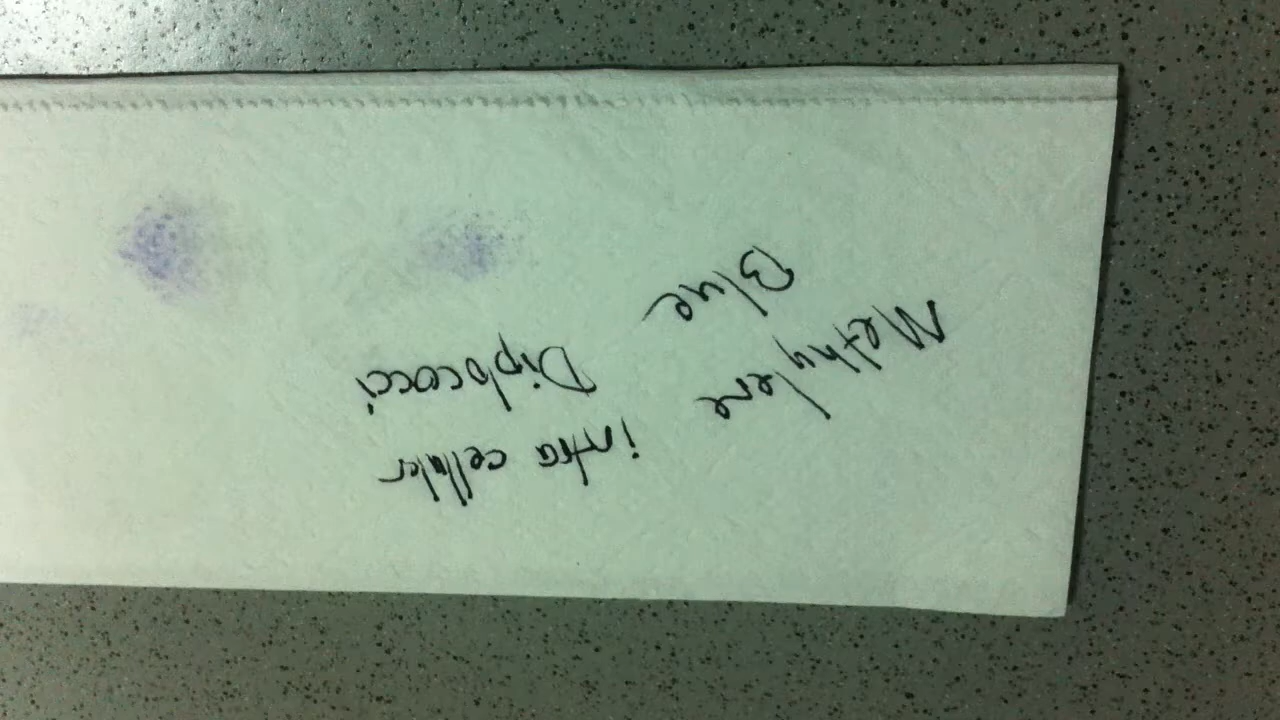 Methylene
Blue
intra cellular
Diplococci